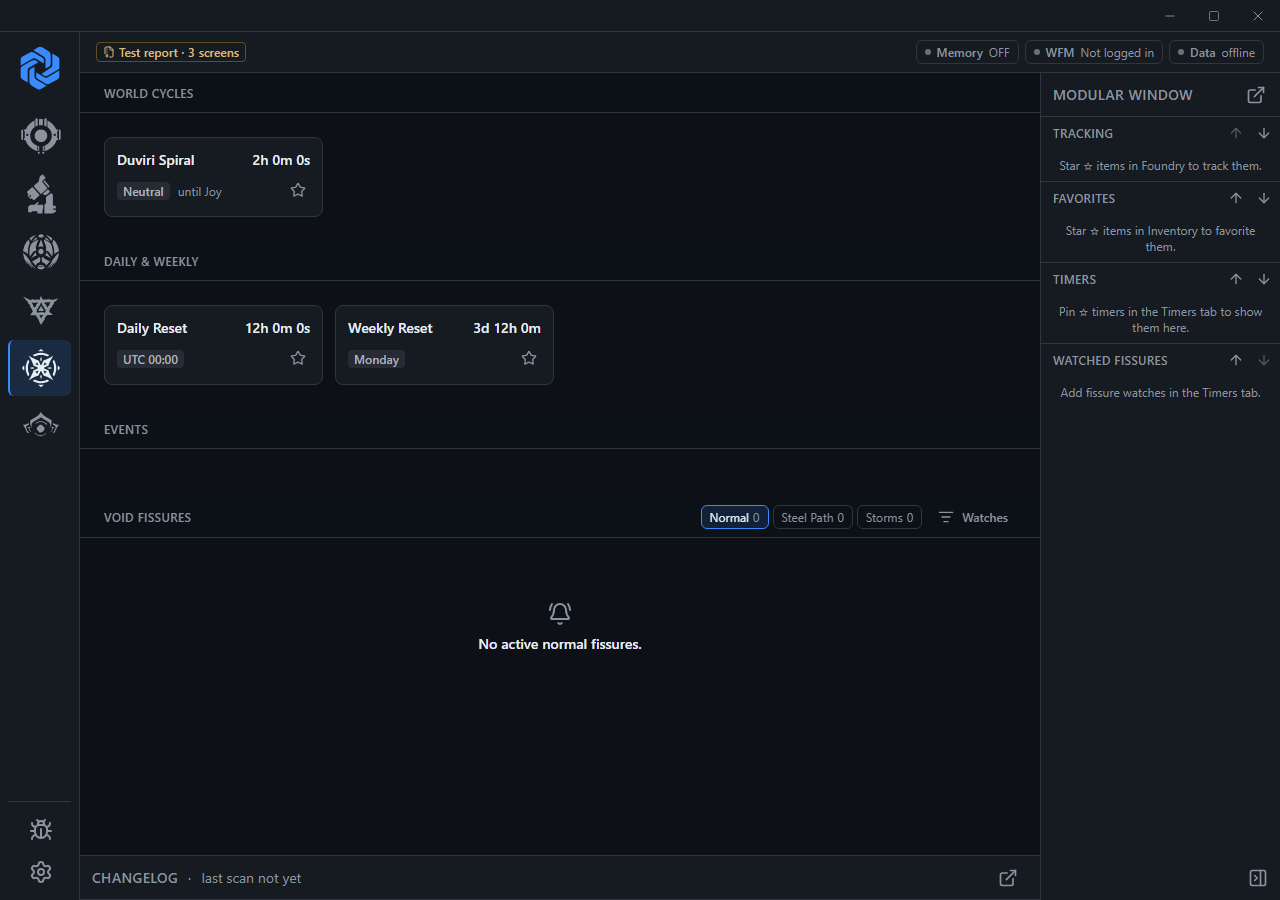 Test report · 3 screens
Memory OFF
WFM Not logged in
Data offline
WORLD CYCLES
Duviri Spiral 2h 0m 0s
Neutral until Joy
DAILY & WEEKLY
Daily Reset 12h 0m 0s
UTC 00:00
Weekly Reset 3d 12h 0m
Monday
EVENTS
VOID FISSURES
Normal 0
Steel Path 0
Storms 0
Watches
No active normal fissures.
CHANGELOG · last scan not yet
MODULAR WINDOW
TRACKING
Star ☆ items in Foundry to track them.
FAVORITES
Star ☆ items in Inventory to favorite
them.
TIMERS
Pin ☆ timers in the Timers tab to show
them here.
WATCHED FISSURES
Add fissure watches in the Timers tab.